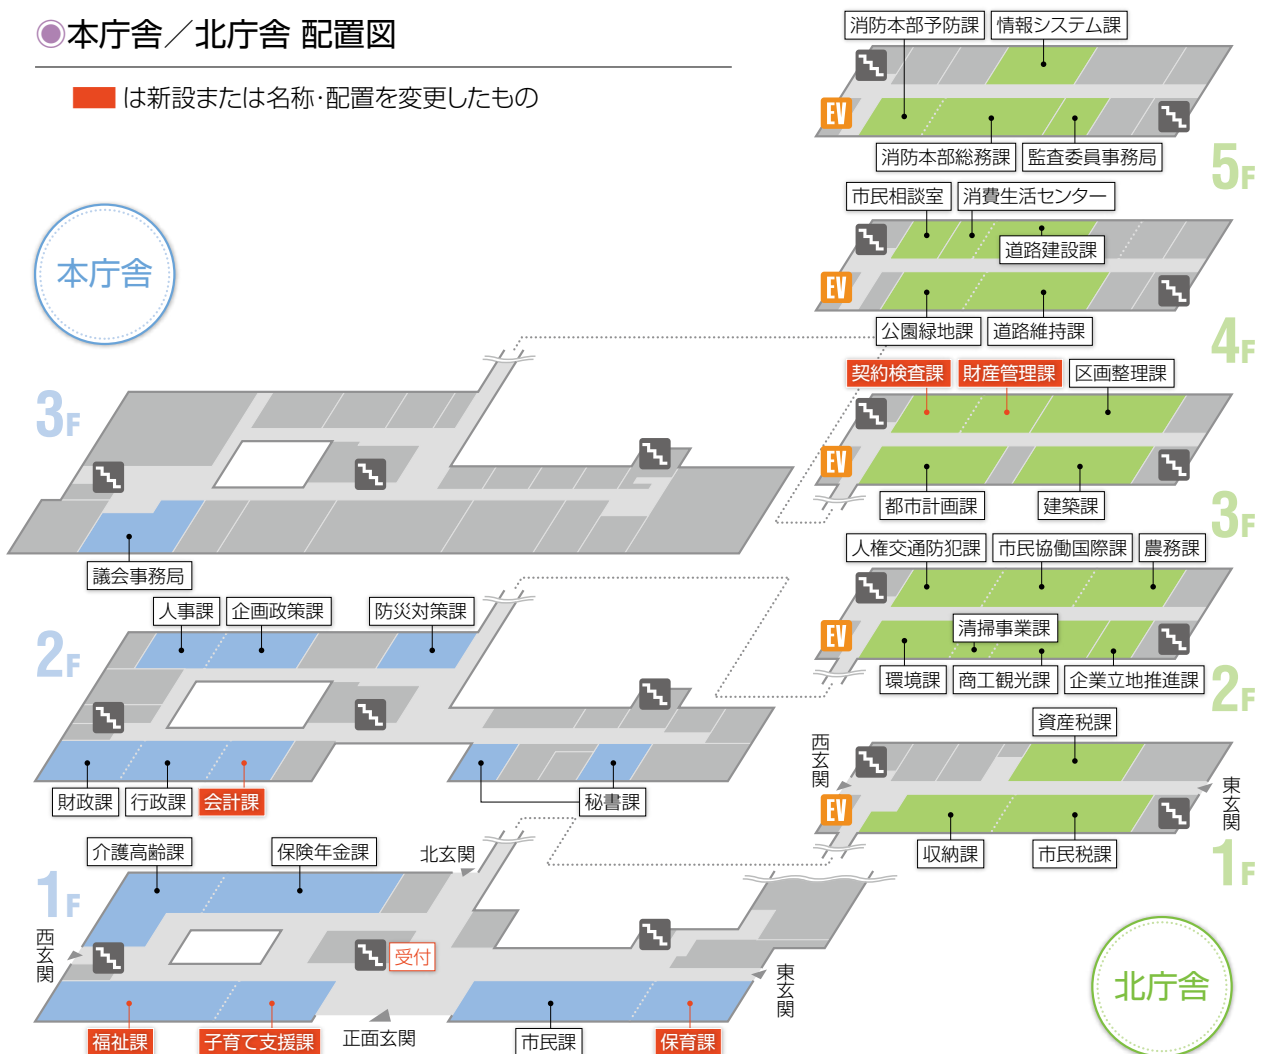 ◉本庁舎／北庁舎 配置図
は新設または名称・配置を変更したもの
本庁舎
3F
議会事務局
2F
人事課
企画政策課
防災対策課
財政課
行政課
会計課
秘書課
1F
介護高齢課
保険年金課
北玄関
西玄関
受付
東玄関
福祉課
子育て支援課
正面玄関
市民課
保育課
消防本部予防課
情報システム課
EV
消防本部総務課
監査委員事務局
5F
市民相談室
消費生活センター
道路建設課
EV
公園緑地課
道路維持課
4F
契約検査課
財産管理課
区画整理課
EV
都市計画課
建築課
3F
人権交通防犯課
市民協働国際課
農務課
清掃事業課
EV
環境課
商工観光課
企業立地推進課
2F
資産税課
西玄関
東玄関
EV
収納課
市民税課
1F
北庁舎